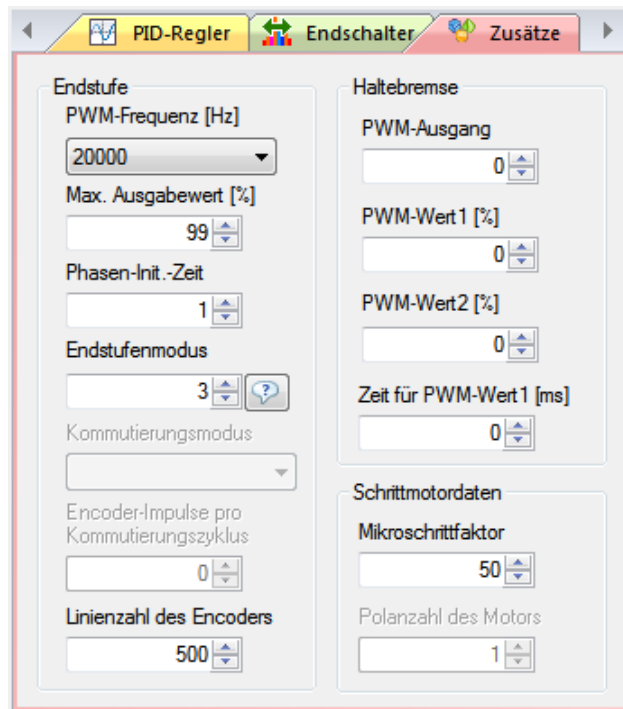 PID-Regler Endschalter Zusätze
Endstufe
PWM-Frequenz [Hz]
20000
Max. Ausgabewert [%]
99
Phasen-Init.-Zeit
1
Endstufenmodus
3
Kommutierungsmodus
Encoder-Impulse pro
Kommutierungszyklus
0
Linienzahl des Encoders
500
Haltebremse
PWM-Ausgang
0
PWM-Wert1 [%]
0
PWM-Wert2 [%]
0
Zeit für PWM-Wert1 [ms]
0
Schrittmotordaten
Mikroschrittfaktor
50
Polanzahl des Motors
1